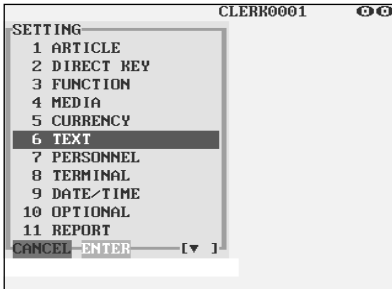 CLERK0001
SETTING
1 ARTICLE
2 DIRECT KEY
3 FUNCTION
4 MEDIA
5 CURRENCY
6 TEXT
7 PERSONNEL
8 TERMINAL
9 DATE/TIME
10 OPTIONAL
11 REPORT
CANCEL ENTER [▼ ]